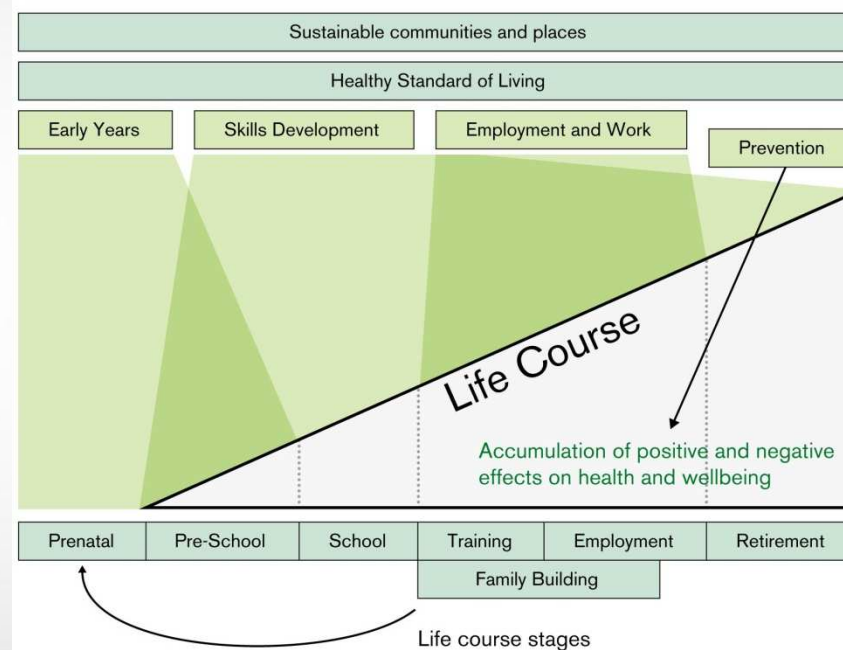 Sustainable communities and places
Healthy Standard of Living
Early Years
Skills Development
Employment and Work
Prevention
Life Course
Accumulation of positive and negative
effects on health and wellbeing
Prenatal
Pre-School
School
Training
Employment
Retirement
Family Building
Life course stages